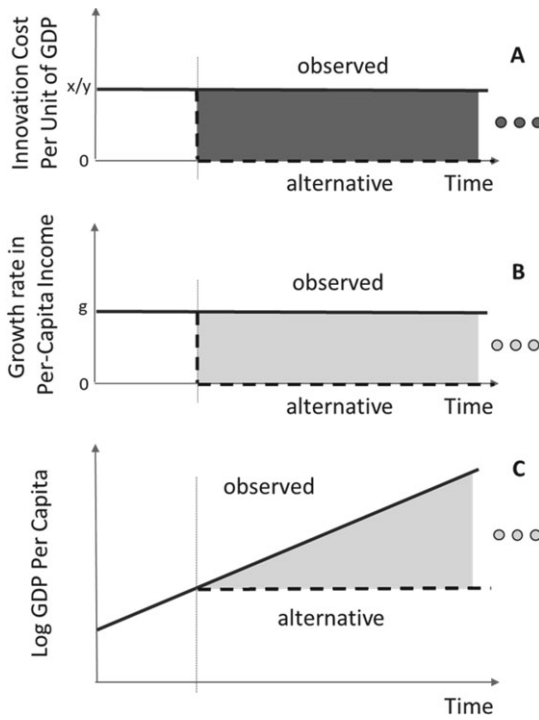 Innovation Cost
Per Unit of GDP
x/y
0
observed
A
alternative
Time
Growth rate in
Per-Capita Income
g
0
observed
B
alternative
Time
Log GDP Per Capita
observed
C
alternative
Time